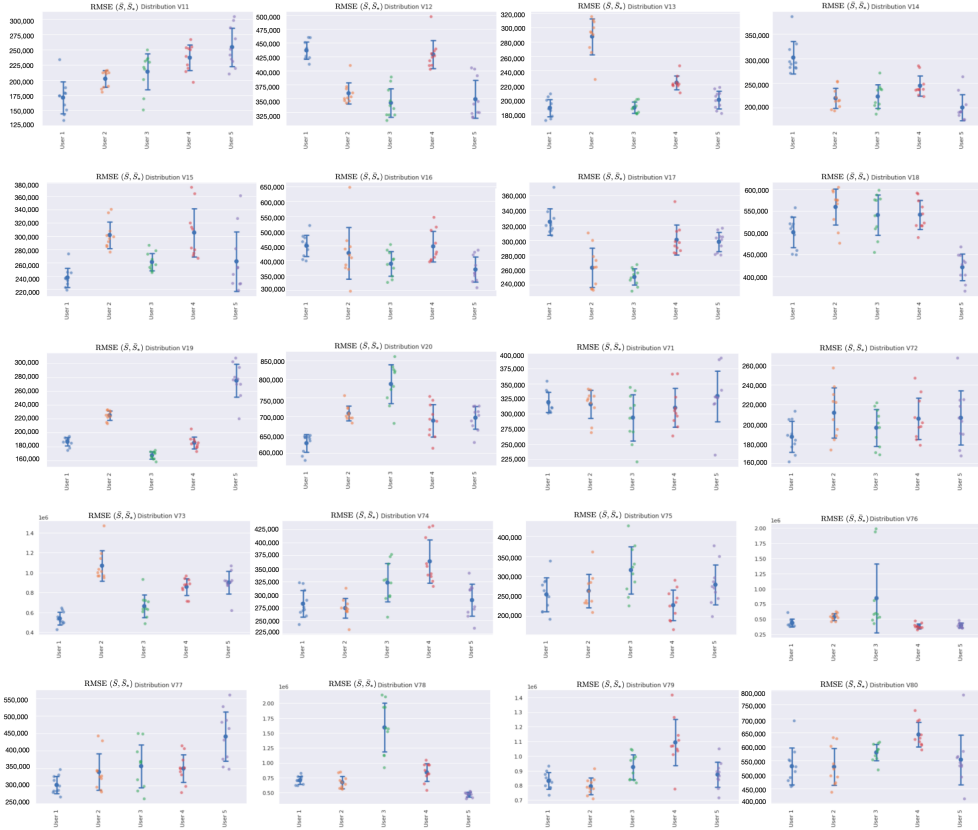 RMSE (S̄, S̄*) Distribution V11
300,000
275,000
250,000
225,000
200,000
175,000
150,000
125,000
User 1
User 2
User 3
User 4
User 5
RMSE (S̄, S̄*) Distribution V12
500,000
450,000
425,000
400,000
375,000
350,000
325,000
User 1
User 2
User 3
User 4
User 5
RMSE (S̄, S̄*) Distribution V13
320,000
300,000
280,000
260,000
240,000
220,000
200,000
180,000
User 1
User 2
User 3
User 4
User 5
RMSE (S̄, S̄*) Distribution V14
350,000
300,000
250,000
200,000
User 1
User 2
User 3
User 4
User 5
RMSE (S̄, S̄*) Distribution V15
380,000
360,000
340,000
320,000
300,000
280,000
260,000
240,000
220,000
User 1
User 2
User 3
User 4
User 5
RMSE (S̄, S̄*) Distribution V16
650,000
600,000
550,000
500,000
450,000
400,000
350,000
300,000
User 1
User 2
User 3
User 4
User 5
RMSE (S̄, S̄*) Distribution V17
360,000
340,000
320,000
300,000
280,000
260,000
240,000
User 1
User 2
User 3
User 4
User 5
RMSE (S̄, S̄*) Distribution V18
600,000
550,000
500,000
450,000
400,000
User 1
User 2
User 3
User 4
User 5
RMSE (S̄, S̄*) Distribution V19
300,000
280,000
260,000
240,000
220,000
200,000
180,000
160,000
User 1
User 2
User 3
User 4
User 5
RMSE (S̄, S̄*) Distribution V20
850,000
800,000
700,000
650,000
600,000
User 1
User 2
User 3
User 4
User 5
RMSE (S̄, S̄*) Distribution V71
400,000
375,000
350,000
325,000
300,000
275,000
250,000
225,000
User 1
User 2
User 3
User 4
User 5
RMSE (S̄, S̄*) Distribution V72
260,000
240,000
220,000
200,000
180,000
160,000
User 1
User 2
User 3
User 4
User 5
RMSE (S̄, S̄*) Distribution V73
1e6
1.4
1.2
1.0
0.8
0.6
0.4
User 1
User 2
User 3
User 4
User 5
RMSE (S̄, S̄*) Distribution V74
425,000
400,000
375,000
350,000
325,000
300,000
275,000
250,000
225,000
User 1
User 2
User 3
User 4
User 5
RMSE (S̄, S̄*) Distribution V75
400,000
350,000
300,000
250,000
200,000
User 1
User 2
User 3
User 4
User 5
RMSE (S̄, S̄*) Distribution V76
1e6
2.00
1.75
1.50
1.25
1.00
0.75
0.50
0.25
User 1
User 2
User 3
User 4
User 5
RMSE (S̄, S̄*) Distribution V77
550,000
500,000
450,000
400,000
350,000
300,000
250,000
User 1
User 2
User 3
User 4
User 5
RMSE (S̄, S̄*) Distribution V78
1e6
2.00
1.75
1.50
1.25
1.00
0.75
0.50
User 1
User 2
User 3
User 4
User 5
RMSE (S̄, S̄*) Distribution V79
1e6
1.4
1.3
1.2
1.1
1.0
0.9
0.8
0.7
User 1
User 2
User 3
User 4
User 5
RMSE (S̄, S̄*) Distribution V80
800,000
700,000
650,000
600,000
550,000
500,000
450,000
400,000
User 1
User 2
User 3
User 4
User 5